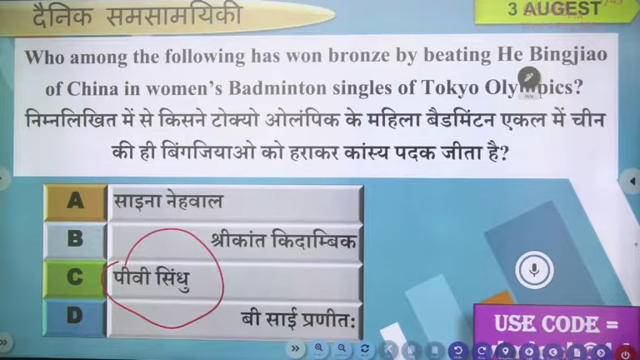 दैनिक समसामयिकी
3 AUGEST
Who among the following has won bronze by beating He Bingjiao
of China in women's Badminton singles of Tokyo Olympics?
निम्नलिखित में से किसने टोक्यो ओलंपिक के महिला बैडमिंटन एकल में चीन
की ही बिंगजियाओ को हराकर कांस्य पदक जीता है?
A साइना नेहवाल
B श्रीकांत किदाम्बिक
C पीवी सिंधु
D बी साई प्रणीत:
USE CODE =